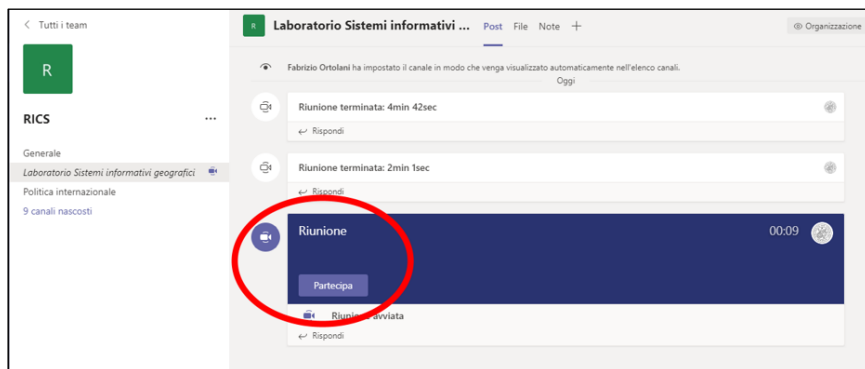 Tutti i team
R
RICS
...
Generale
Laboratorio Sistemi informativi geografici
Politica internazionale
9 canali nascosti
R Laboratorio Sistemi informativi ... Post File Note +
Organizzazione
Fabrizio Ortolani ha impostato il canale in modo che venga visualizzato automaticamente nell'elenco canali.
Oggi
Riunione terminata: 4min 42sec
Rispondi
Riunione terminata: 2min 1sec
Rispondi
Riunione 00:09
Partecipa
Riunione avviata
Rispondi